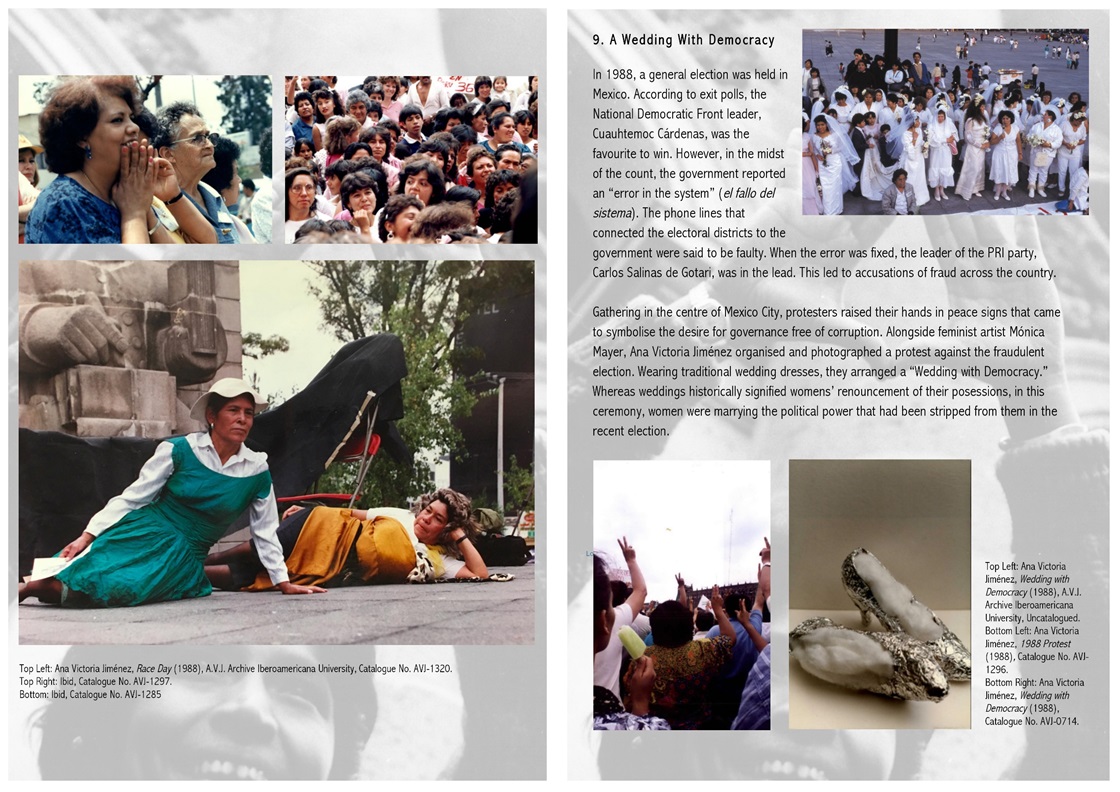 EN
36
Top Left: Ana Victoria Jiménez, Race Day (1988), A.V.J. Archive Iberoamericana University, Catalogue No. AVJ-1320.
Top Right: Ibid, Catalogue No. AVJ-1297.
Bottom: Ibid, Catalogue No. AVJ-1285
9. A Wedding With Democracy
In 1988, a general election was held in
Mexico. According to exit polls, the
National Democratic Front leader,
Cuauhtemoc Cárdenas, was the
favourite to win. However, in the midst
of the count, the government reported
an “error in the system” (el fallo del
sistema). The phone lines that
connected the electoral districts to the
government were said to be faulty. When the error was fixed, the leader of the PRI party,
Carlos Salinas de Gotari, was in the lead. This led to accusations of fraud across the country.
Gathering in the centre of Mexico City, protesters raised their hands in peace signs that came
to symbolise the desire for governance free of corruption. Alongside feminist artist Mónica
Mayer, Ana Victoria Jiménez organised and photographed a protest against the fraudulent
election. Wearing traditional wedding dresses, they arranged a “Wedding with Democracy.”
Whereas weddings historically signified womens’ renouncement of their posessions, in this
ceremony, women were marrying the political power that had been stripped from them in the
recent election.
Top Left: Ana Victoria
Jiménez, Wedding with
Democracy (1988), A.V.J.
Archive Iberoamericana
University, Uncatalogued.
Bottom Left: Ana Victoria
Jiménez, 1988 Protest
(1988), Catalogue No. AVJ-
1296.
Bottom Right: Ana Victoria
Jiménez, Wedding with
Democracy (1988),
Catalogue No. AVJ-0714.